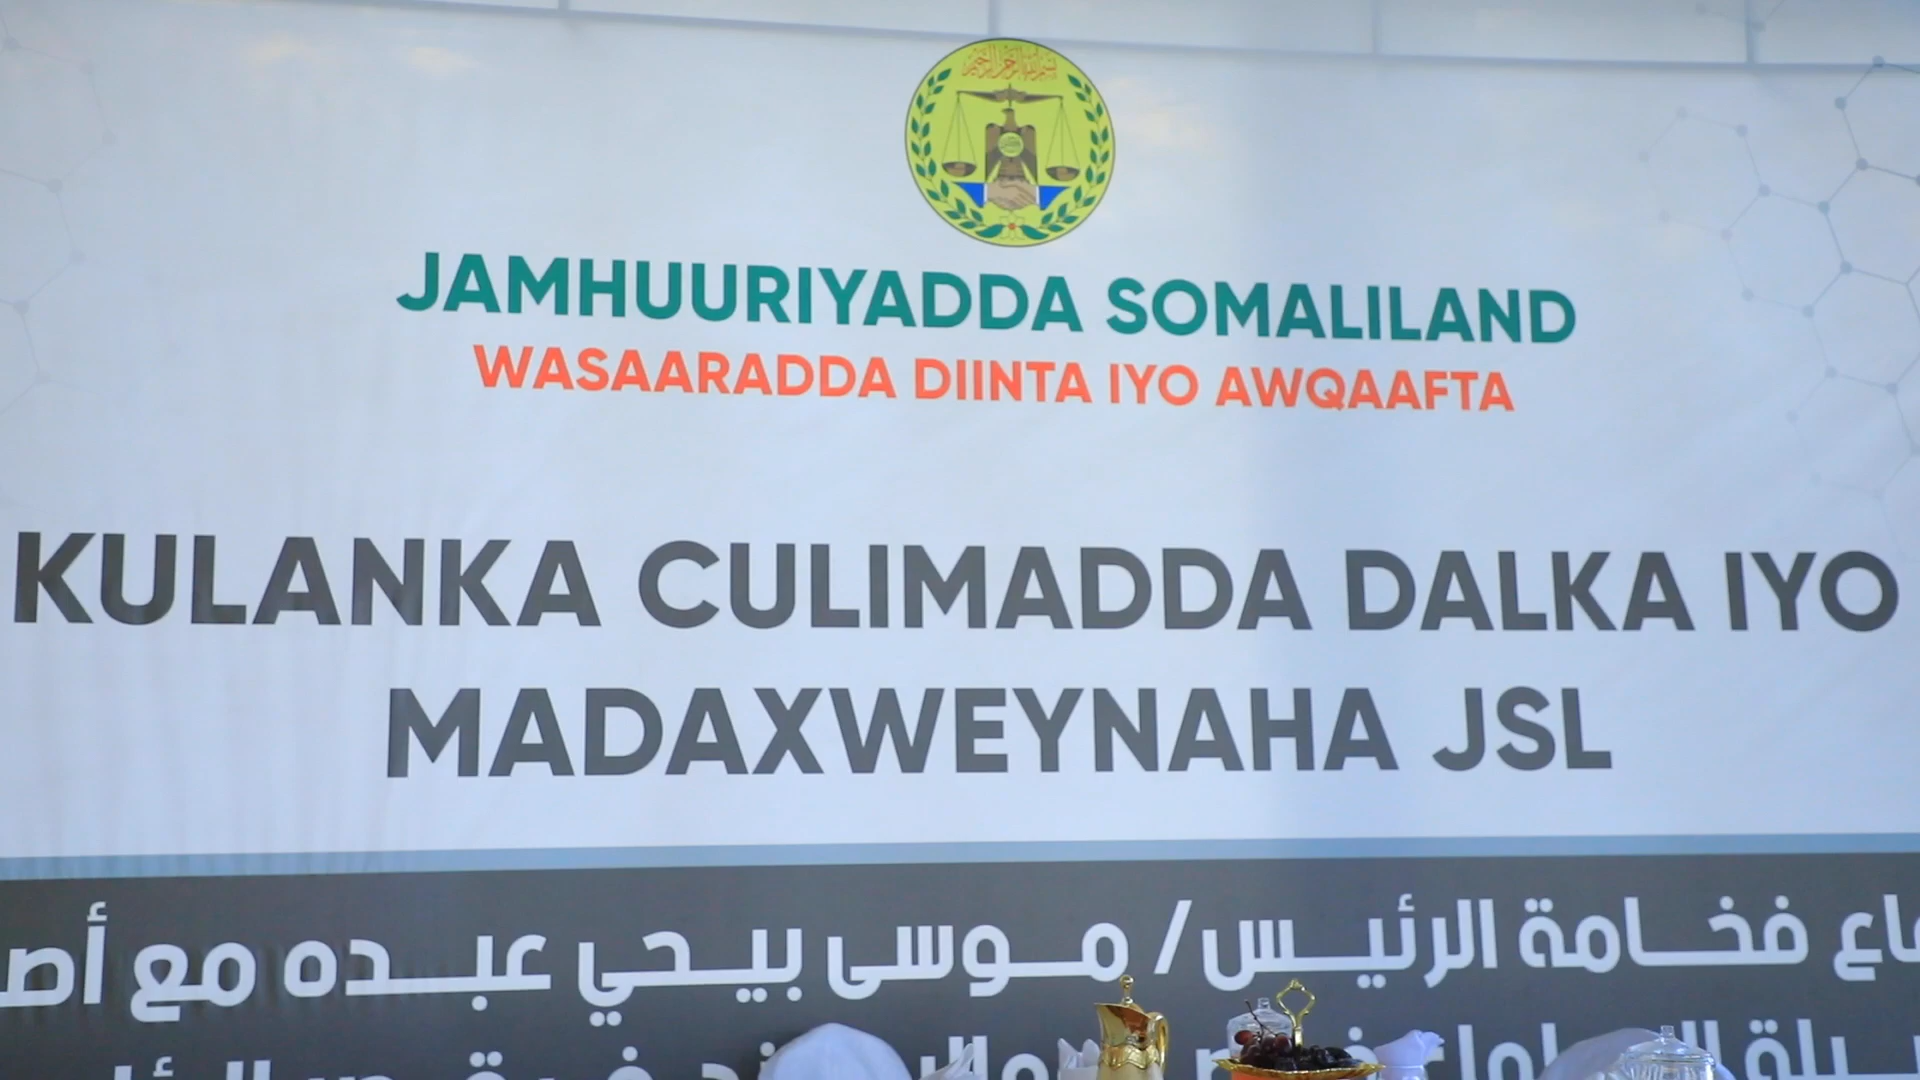 JAMHUURIYADDA SOMALILAND
WASAARADDA DIINTA IYO AWQAAFTA
KULANKA CULIMADDA DALKA IYO
MADAXWEYNAHA JSL
فخامة الرئيس/ موسى بيحي عبده مع